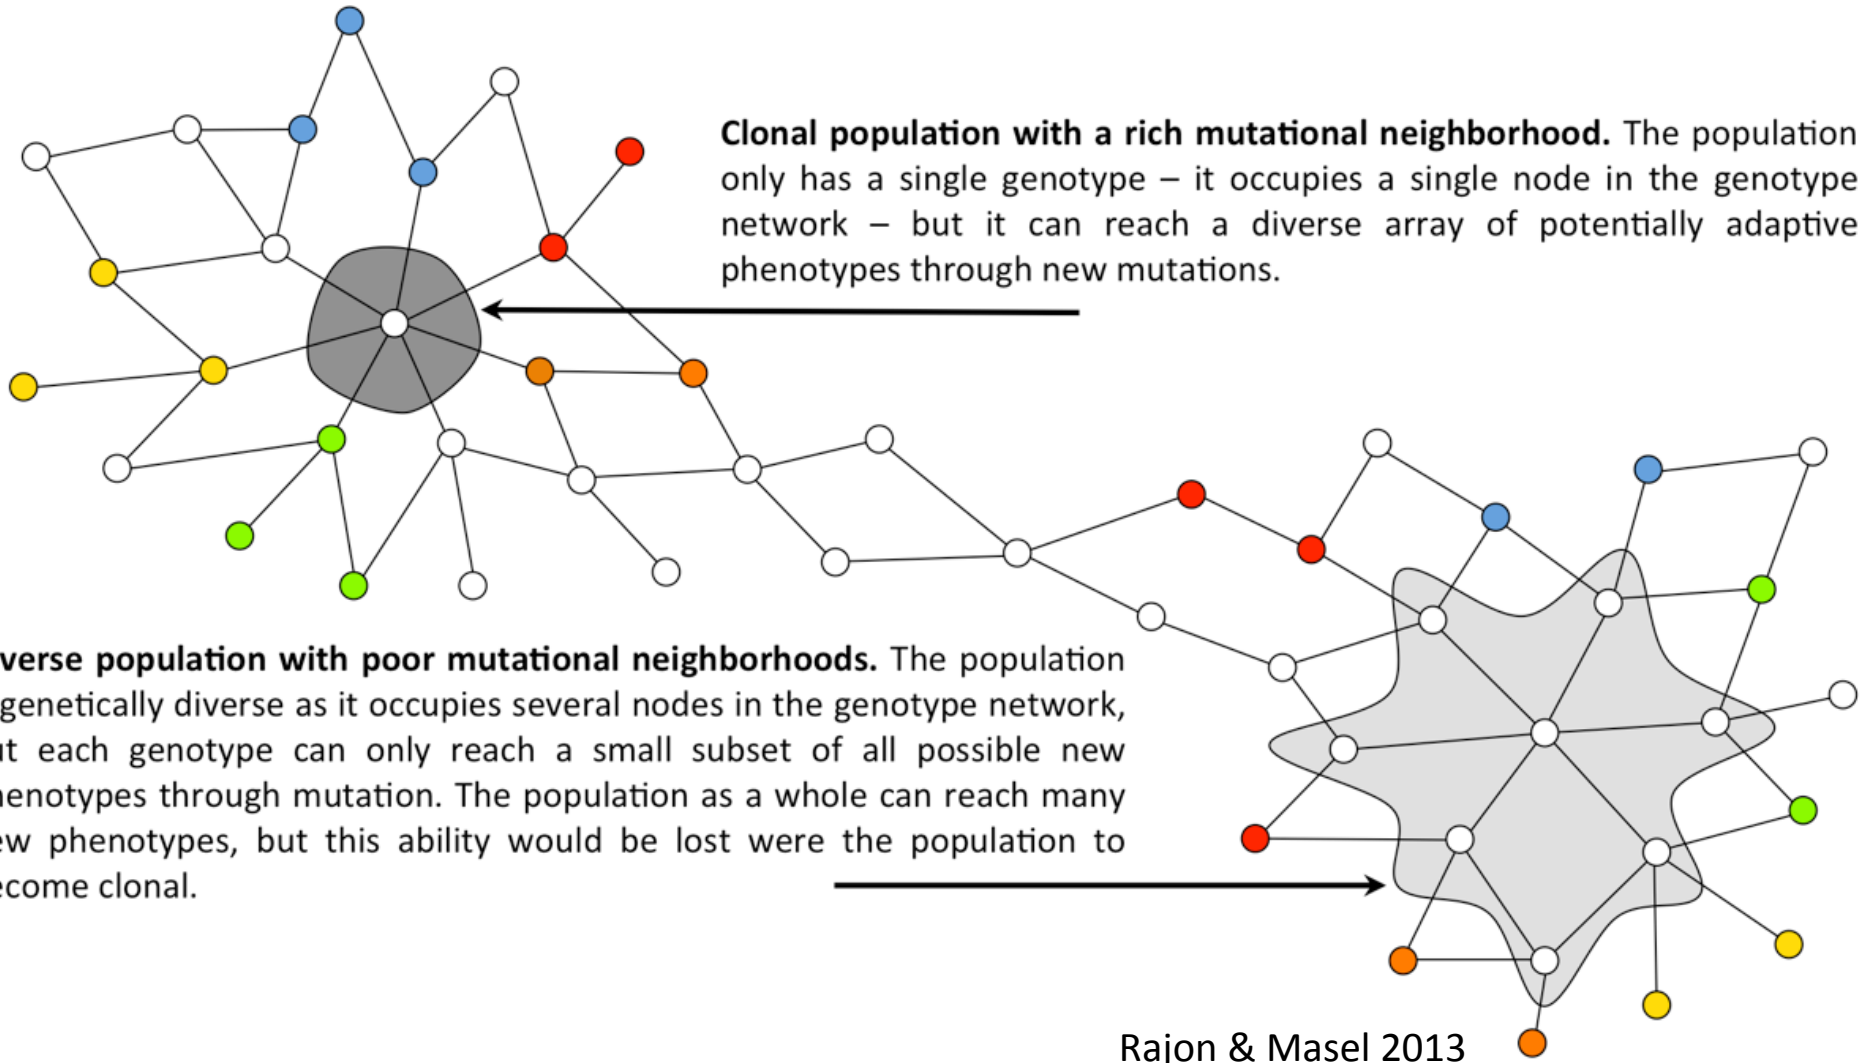 Clonal population with a rich mutational neighborhood. The population
only has a single genotype – it occupies a single node in the genotype
network – but it can reach a diverse array of potentially adaptive
phenotypes through new mutations.
verse population with poor mutational neighborhoods. The population
genetically diverse as it occupies several nodes in the genotype network,
ut each genotype can only reach a small subset of all possible new
henotypes through mutation. The population as a whole can reach many
ew phenotypes, but this ability would be lost were the population to
ecome clonal.
Rajon & Masel 2013